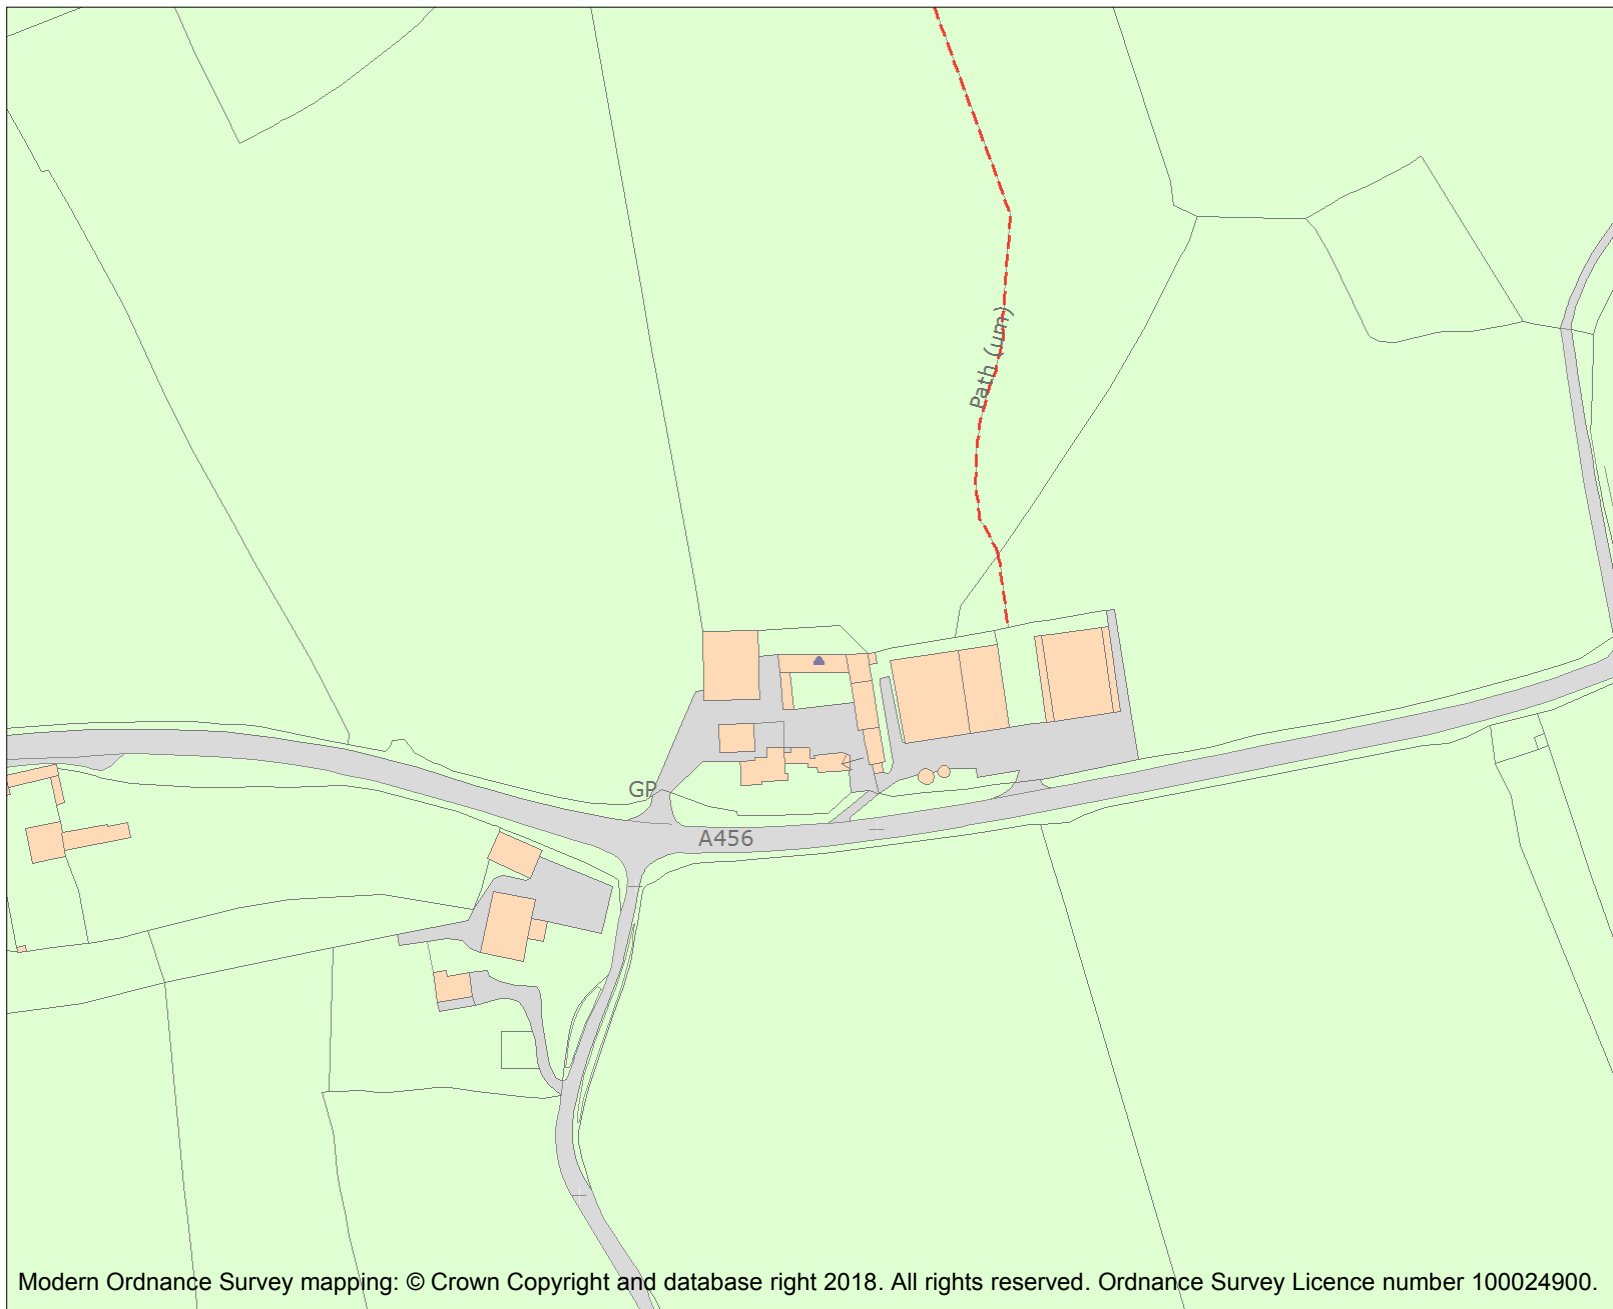 Path (um)
GP
A456
Modern Ordnance Survey mapping: © Crown Copyright and database right 2018. All rights reserved. Ordnance Survey Licence number 100024900.